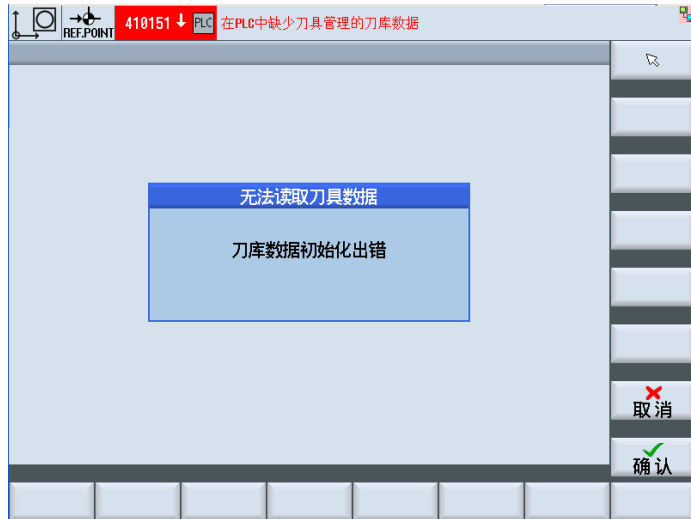 REF.POINT
410151 ↓ PLC 在PLC中缺少刀具管理的刀库数据
无法读取刀具数据
刀库数据初始化出错
取消
确认